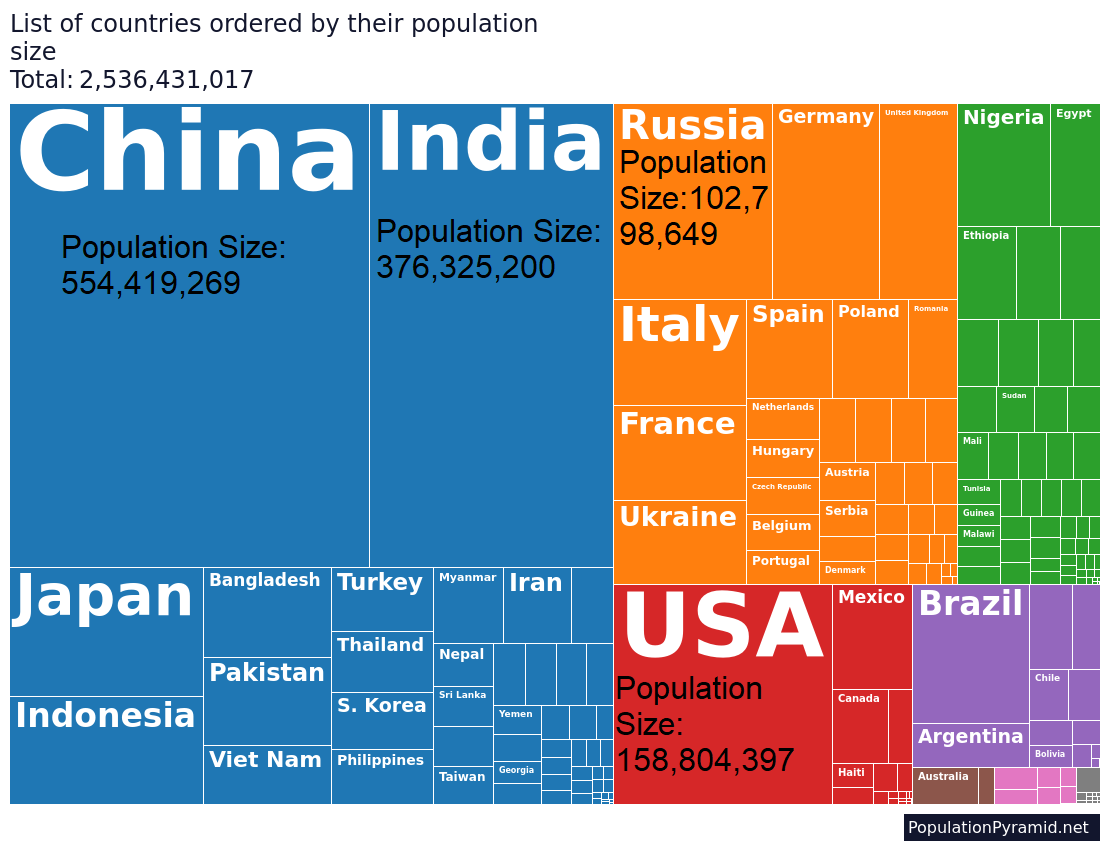 List of countries ordered by their population
size
Total: 2,536,431,017
China
Population Size:
554,419,269
India
Population Size:
376,325,200
Russia
Population
Size:102,7
98,649
Germany
United Kingdom
Nigeria
Egypt
Ethiopia
Italy
Spain
Poland
Romania
France
Netherlands
Hungary
Czech Republic
Austria
Ukraine
Belgium
Serbia
Portugal
Denmark
Sudan
Mali
Tunisia
Guinea
Malawi
Japan
Bangladesh
Turkey
Myanmar
Iran
Thailand
Nepal
Pakistan
Sri Lanka
Indonesia
S. Korea
Yemen
Viet Nam
Philippines
Taiwan
Georgia
USA
Population
Size:
158,804,397
Mexico
Canada
Haiti
Brazil
Chile
Argentina
Bolivia
Australia
PopulationPyramid.net